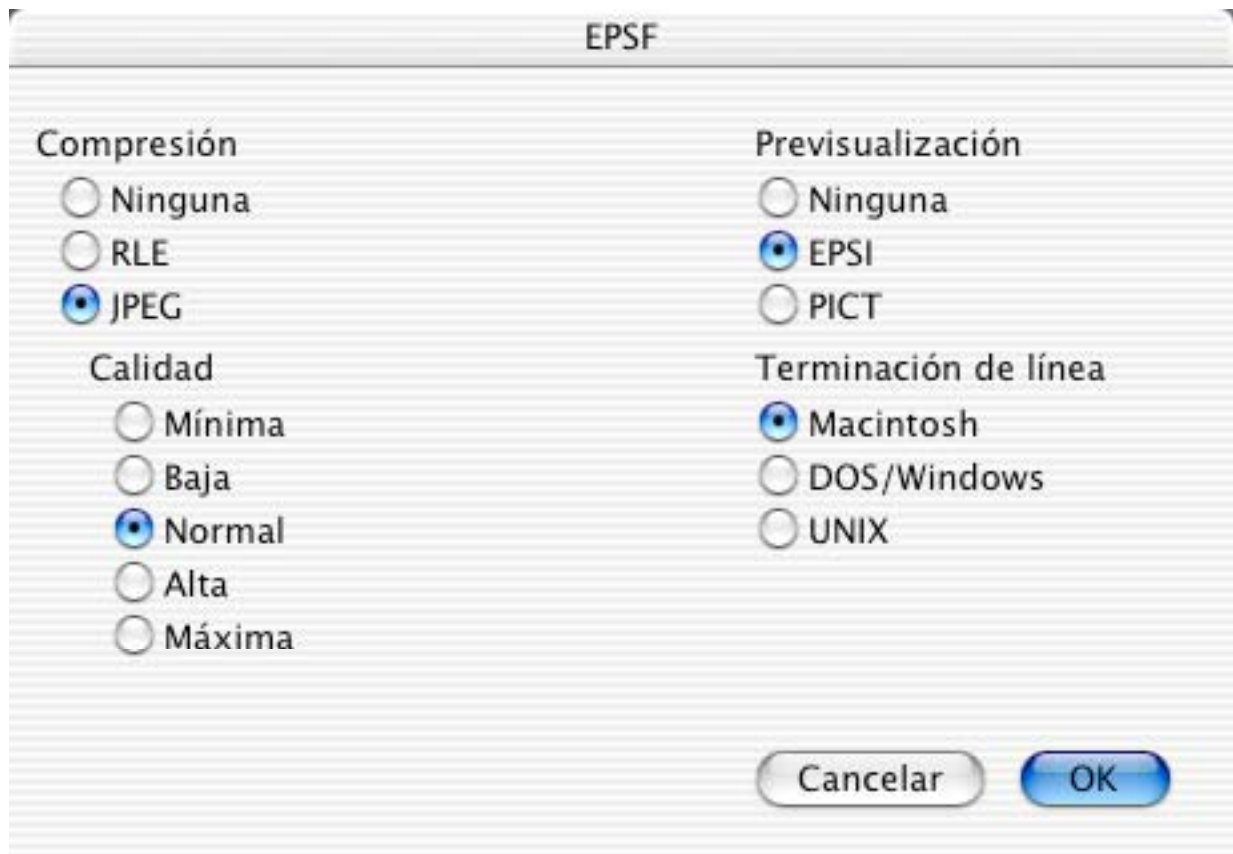 EPSF
Compresión
Ninguna
RLE
JPEG
Calidad
Mínima
Baja
Normal
Alta
Máxima
Previsualización
Ninguna
EPSI
PICT
Terminación de línea
Macintosh
DOS/Windows
UNIX
Cancelar
OK